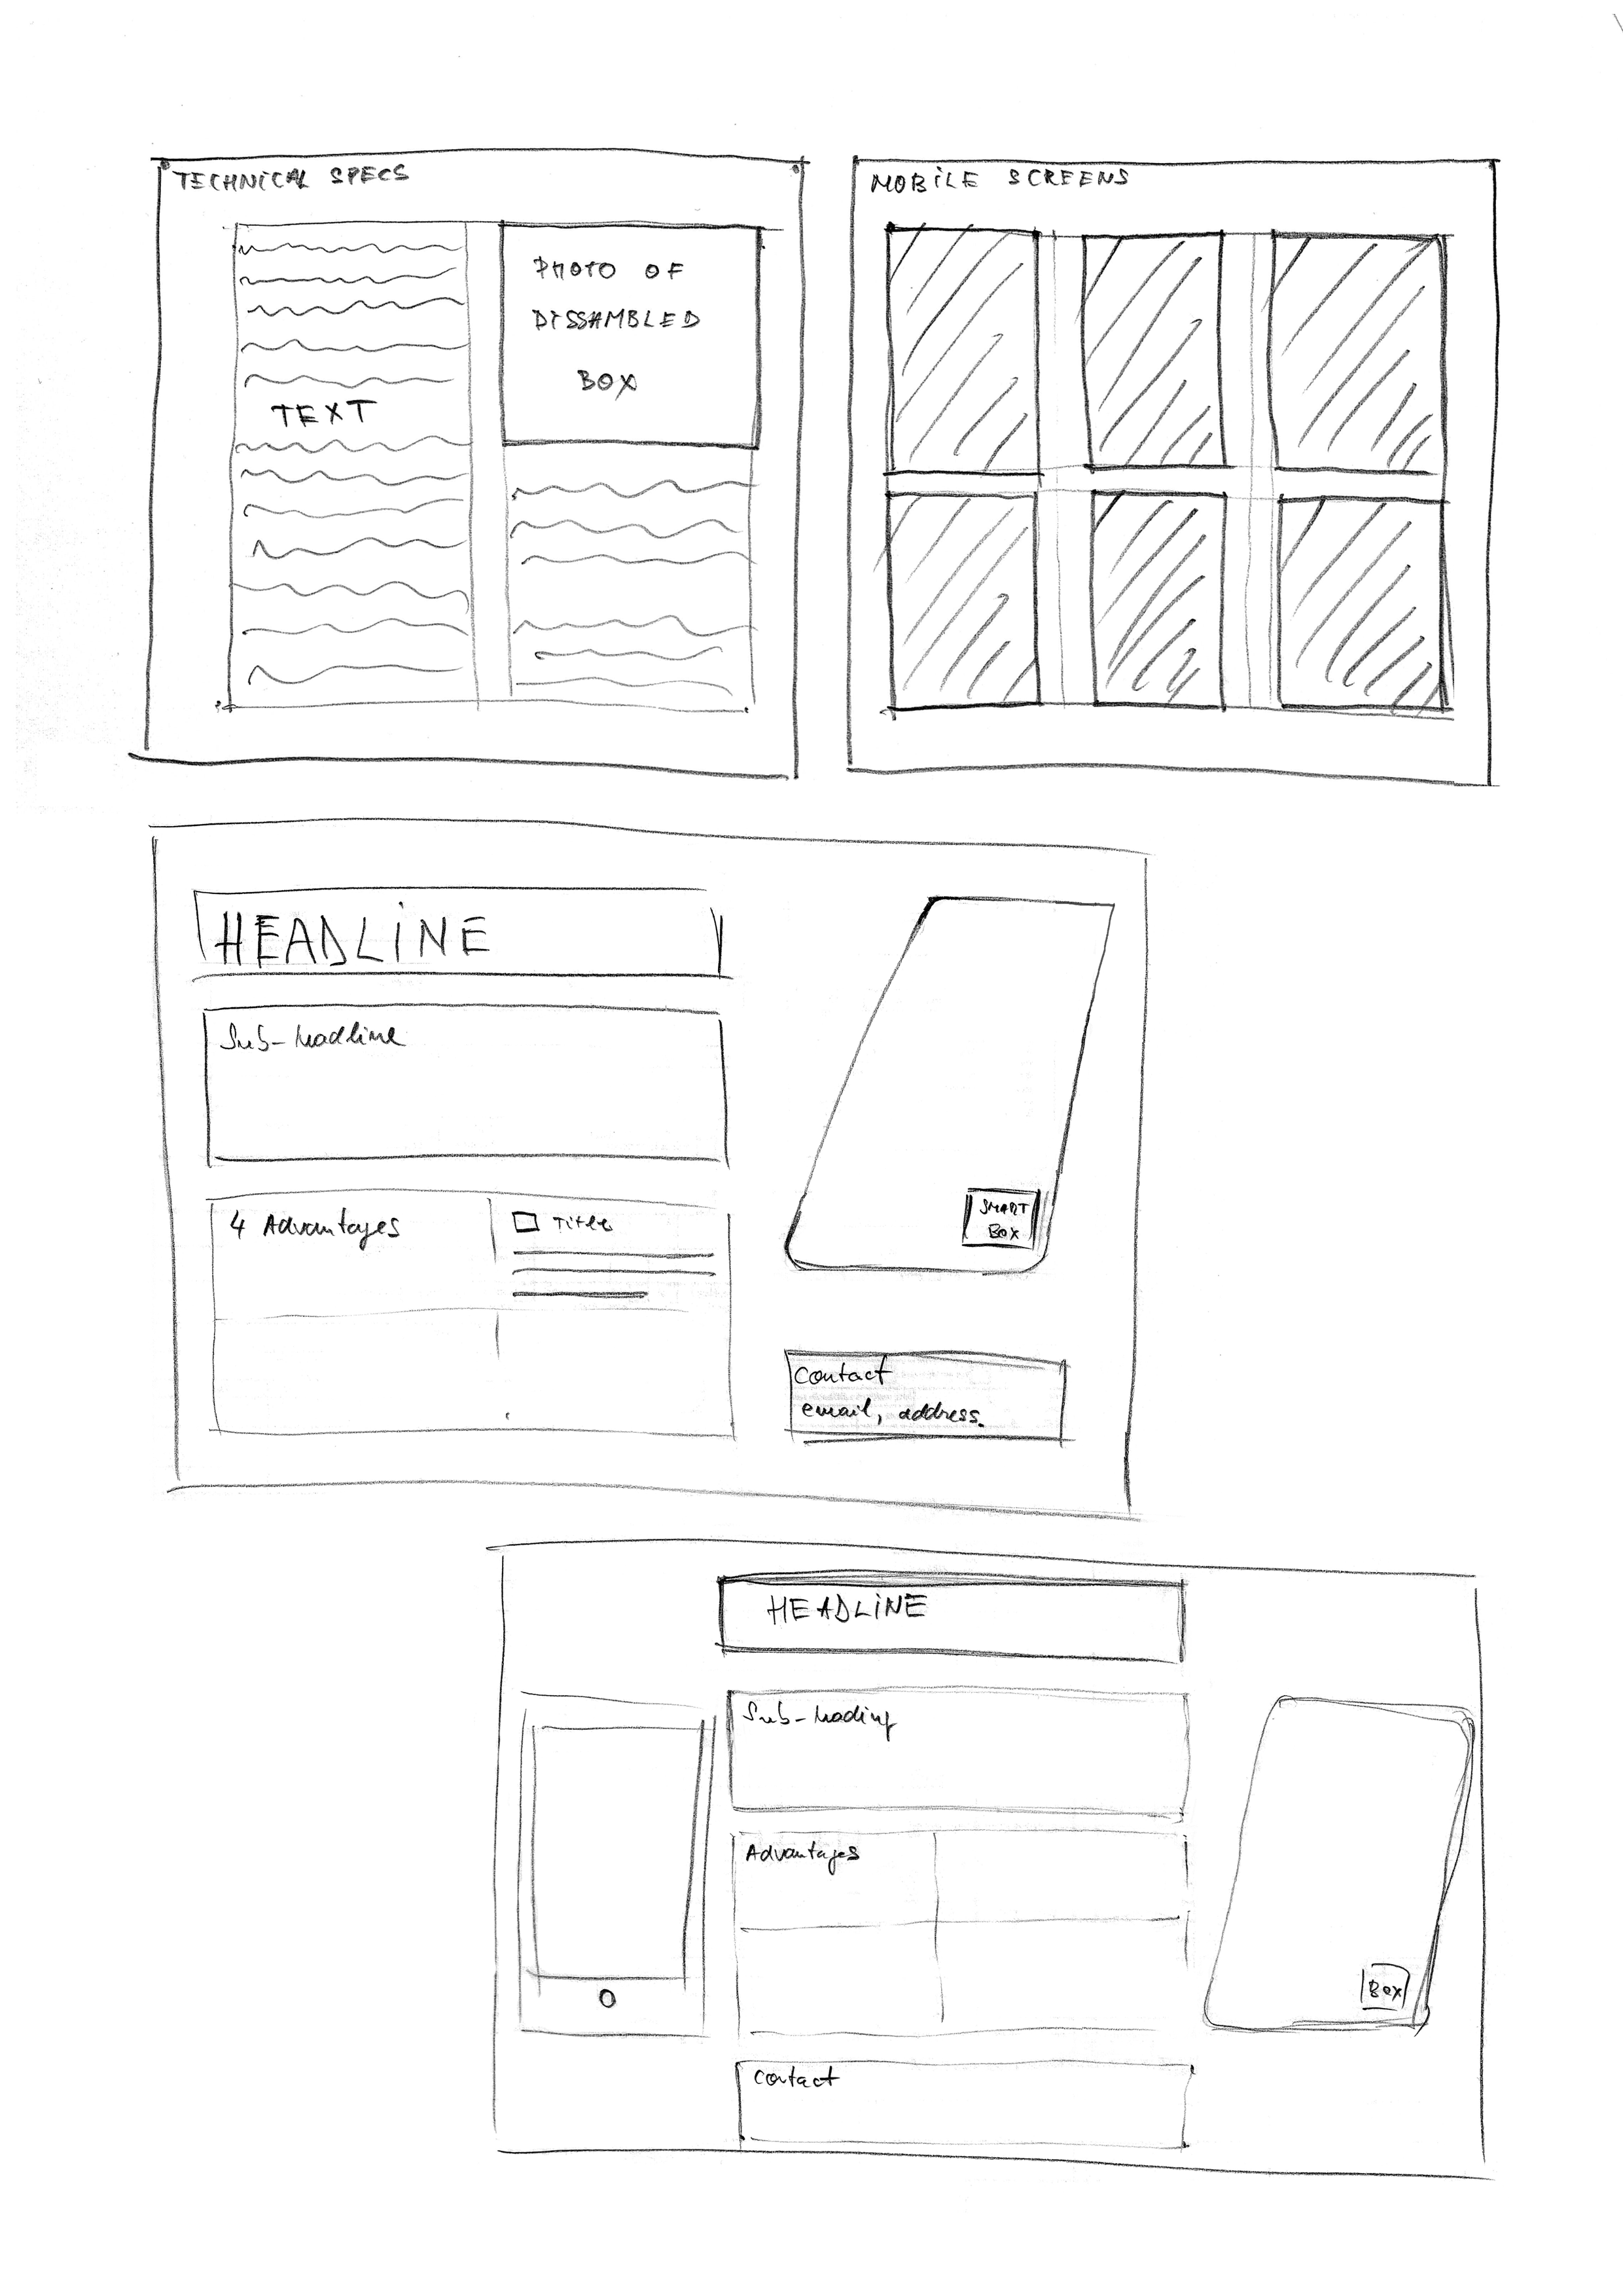 TECHNICAL SPECS
PHOTO OF
DISSAMBLED
BOX
TEXT
MOBILE SCREENS
HEADLINE
Sub-headline
4 Advantages
Title
SMART
BOX
Contact
email, address.
HEADLINE
Sub-heading
Advantages
Box
Contact